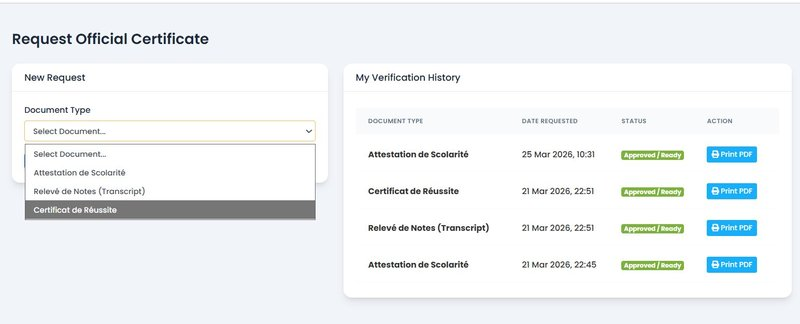 Request Official Certificate
New Request
Document Type
Select Document...
Select Document...
Attestation de Scolarité
Relevé de Notes (Transcript)
Certificat de Réussite
My Verification History
DOCUMENT TYPE DATE REQUESTED STATUS ACTION
Attestation de Scolarité 25 Mar 2026, 10:31 Approved / Ready Print PDF
Certificat de Réussite 21 Mar 2026, 22:51 Approved / Ready Print PDF
Relevé de Notes (Transcript) 21 Mar 2026, 22:51 Approved / Ready Print PDF
Attestation de Scolarité 21 Mar 2026, 22:45 Approved / Ready Print PDF